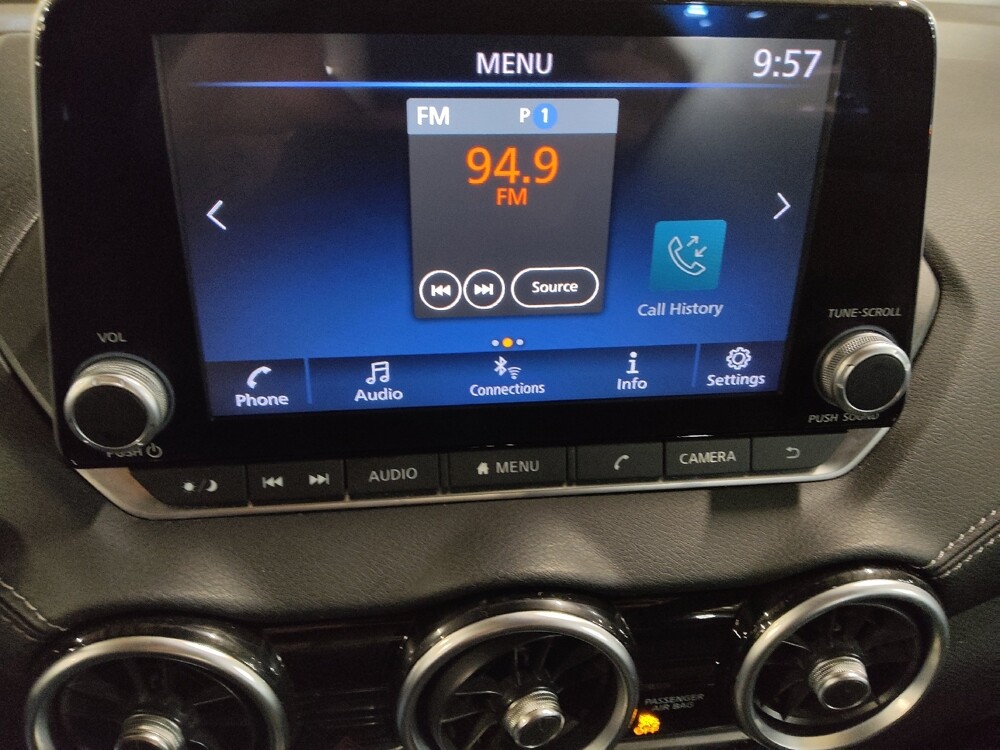 MENU
9:57
FM P 1
94.9
FM
Source
Call History
Phone
Audio
Connections
Info
Settings
VOL
PUSH
TUNE·SCROLL
PUSH SOUND
AUDIO
MENU
CAMERA
PASSENGER
AIR BAG